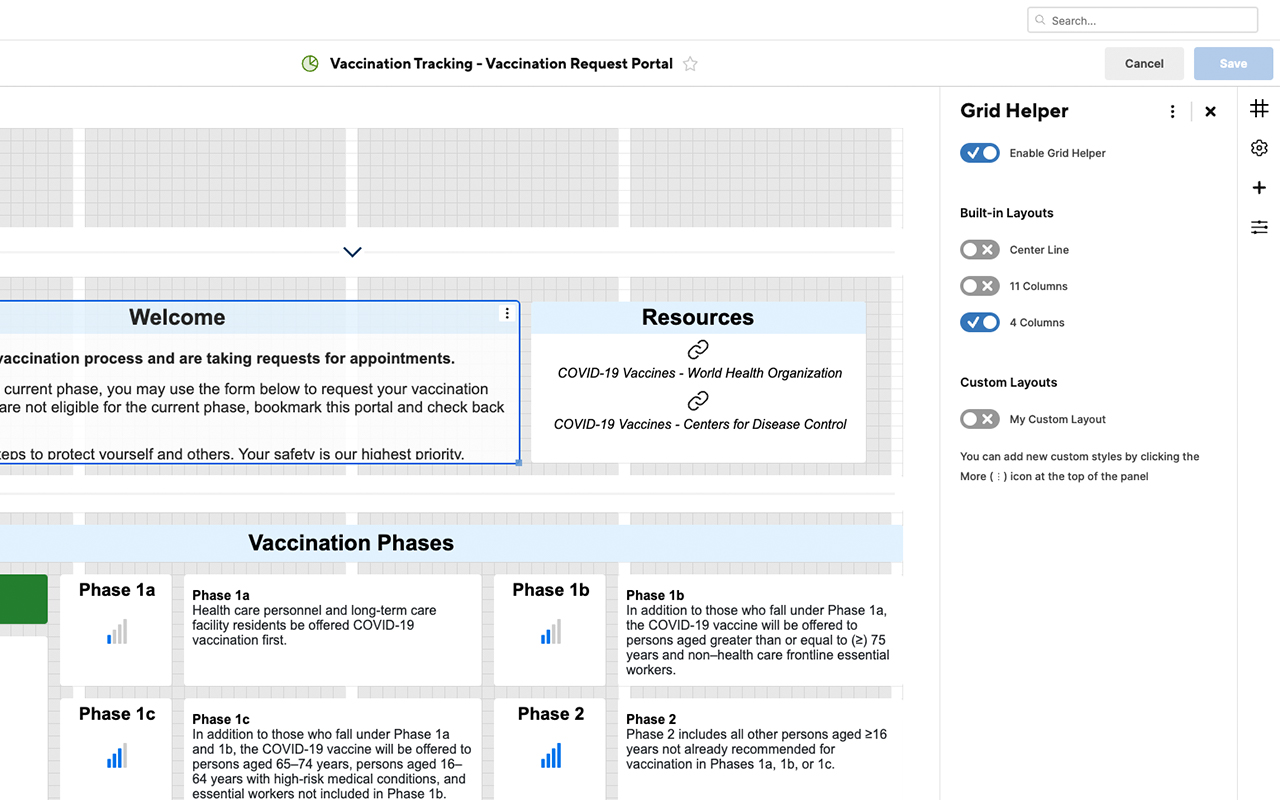 Search...
Vaccination Tracking - Vaccination Request Portal
Cancel
Save
Welcome
vaccination process and are taking requests for appointments.
current phase, you may use the form below to request your vaccination
are not eligible for the current phase, bookmark this portal and check back
to protect yourself and others. Your safety is our highest priority.
Resources
COVID-19 Vaccines - World Health Organization
COVID-19 Vaccines - Centers for Disease Control
Vaccination Phases
Phase 1a
Phase 1a
Health care personnel and long-term care
facility residents be offered COVID-19
vaccination first.
Phase 1b
Phase 1b
In addition to those who fall under Phase 1a,
the COVID-19 vaccine will be offered to
persons aged greater than or equal to (≥) 75
years and non–health care frontline essential
workers.
Phase 1c
Phase 1c
In addition to those who fall under Phase 1a
and 1b, the COVID-19 vaccine will be offered to
persons aged 65–74 years, persons aged 16–
64 years with high-risk medical conditions, and
essential workers not included in Phase 1b.
Phase 2
Phase 2
Phase 2 includes all other persons aged ≥16
years not already recommended for
vaccination in Phases 1a, 1b, or 1c.
Grid Helper
Enable Grid Helper
Built-in Layouts
Center Line
11 Columns
4 Columns
Custom Layouts
My Custom Layout
You can add new custom styles by clicking the
More (⋮) icon at the top of the panel